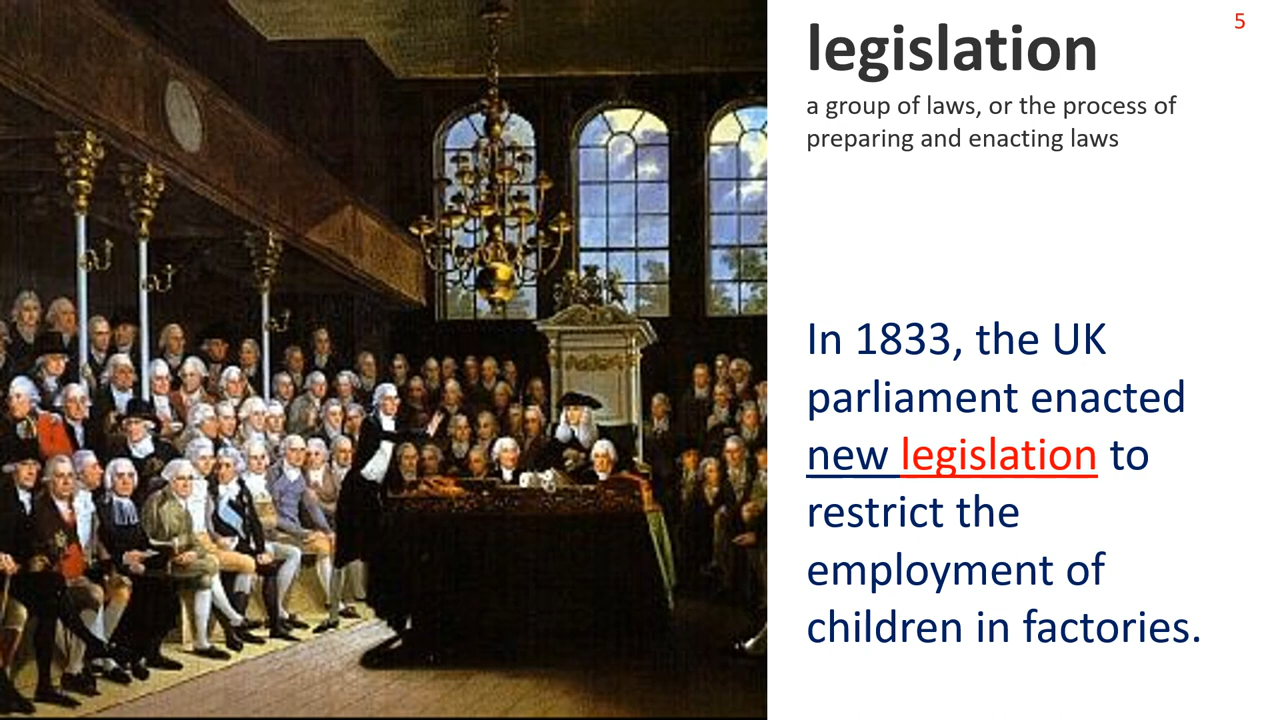 5
legislation
a group of laws, or the process of
preparing and enacting laws
In 1833, the UK
parliament enacted
new legislation to
restrict the
employment of
children in factories.